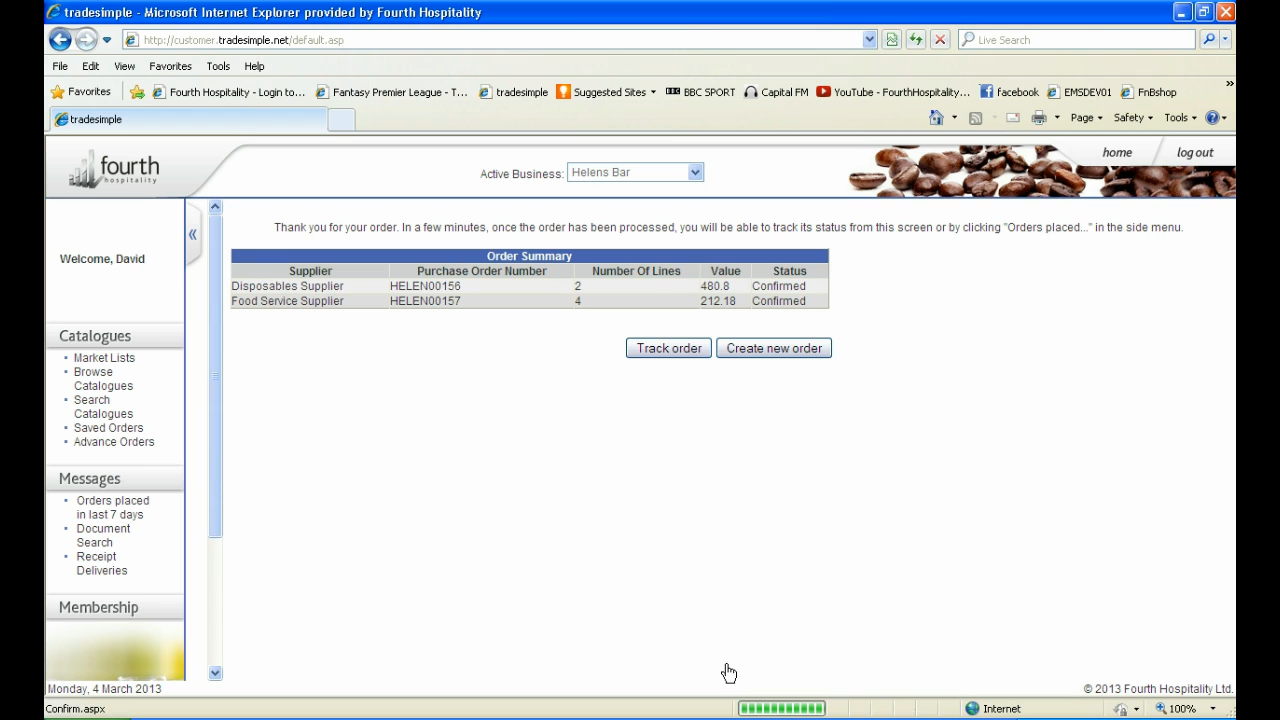 tradesimple - Microsoft Internet Explorer provided by Fourth Hospitality
http://customer.tradesimple.net/default.asp
Live Search
File Edit View Favorites Tools Help
Favorites Fourth Hospitality - Login to... Fantasy Premier League - T... tradesimple Suggested Sites BBC SPORT Capital FM YouTube - FourthHospitality... facebook EMSDEV01 FnBshop »
tradesimple
Page Safety Tools
fourth
hospitality
Active Business: Helens Bar
home log out
«
Welcome, David
Thank you for your order. In a few minutes, once the order has been processed, you will be able to track its status from this screen or by clicking "Orders placed..." in the side menu.
Order Summary
Supplier Purchase Order Number Number Of Lines Value Status
Disposables Supplier HELEN00156 2 480.8 Confirmed
Food Service Supplier HELEN00157 4 212.18 Confirmed
Track order Create new order
Catalogues
Market Lists
Browse
Catalogues
Search
Catalogues
Saved Orders
Advance Orders
Messages
Orders placed
in last 7 days
Document
Search
Receipt
Deliveries
Membership
Monday, 4 March 2013
© 2013 Fourth Hospitality Ltd.
Confirm.aspx Internet 100%